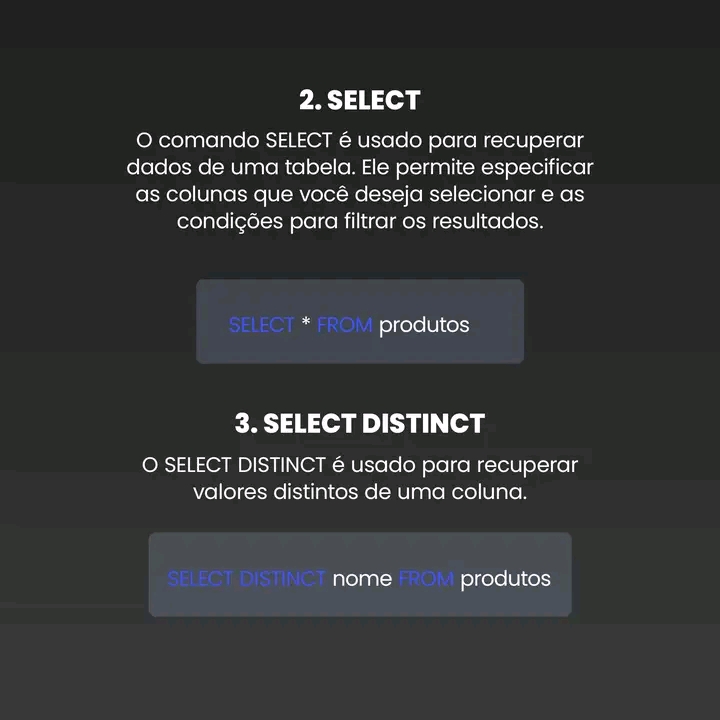 2. SELECT
O comando SELECT é usado para recuperar
dados de uma tabela. Ele permite especificar
as colunas que você deseja selecionar e as
condições para filtrar os resultados.
SELECT * FROM produtos
3. SELECT DISTINCT
O SELECT DISTINCT é usado para recuperar
valores distintos de uma coluna.
SELECT DISTINCT nome FROM produtos